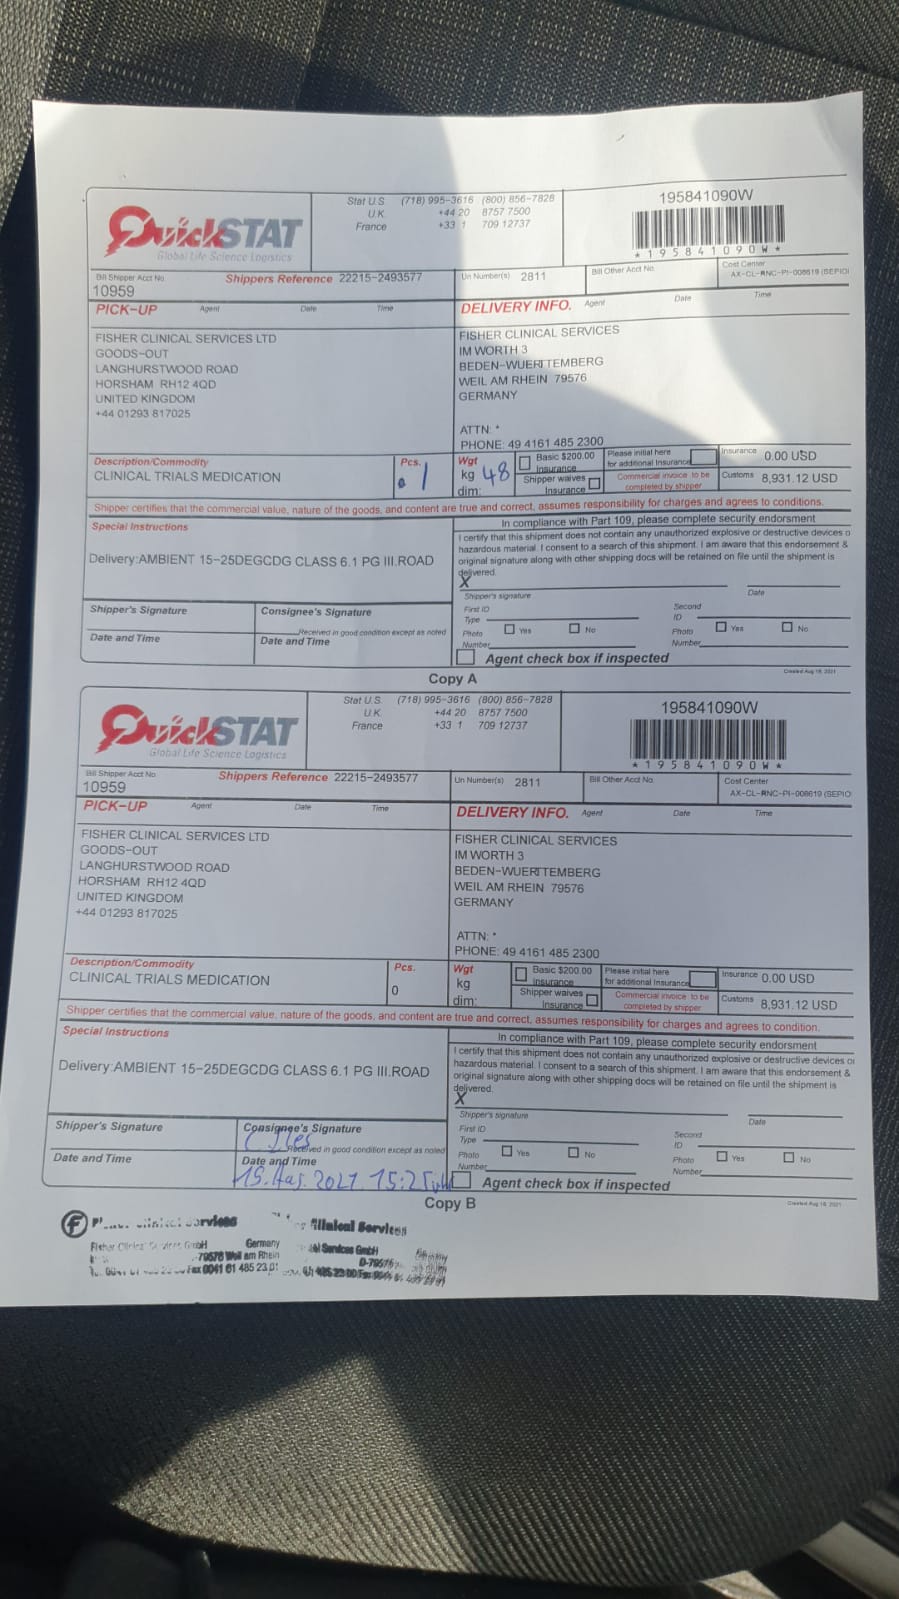 QuickSTAT
Global Life Science Logistics
Stat U.S. (718) 995-3616 (800) 856-7828
U.K. +44 20 8757 7500
France +33 1 709 12737
195841090W
*195841090W*
Bill Shipper Acct No.
10959
Shippers Reference 22215-2493577
Un Number(s) 2811
Bill Other Acct No.
Cost Center
AX-CL-RNC-PI-008619 (SEPIO
PICK-UP Agent Date Time
DELIVERY INFO. Agent Date Time
FISHER CLINICAL SERVICES LTD
GOODS-OUT
LANGHURSTWOOD ROAD
HORSHAM RH12 4QD
UNITED KINGDOM
+44 01293 817025
FISHER CLINICAL SERVICES
IM WORTH 3
BEDEN-WUERTTEMBERG
WEIL AM RHEIN 79576
GERMANY
ATTN: *
PHONE: 49 4161 485 2300
Description/Commodity
CLINICAL TRIALS MEDICATION
Pcs.
1
Wgt
kg 48
dim:
Basic $200.00
Insurance
Shipper waives
Insurance
Please initial here
for additional Insurance
Commercial invoice to be
completed by shipper
Insurance 0.00 USD
Customs 8,931.12 USD
Shipper certifies that the commercial value, nature of the goods, and content are true and correct, assumes responsibility for charges and agrees to conditions.
Special Instructions
Delivery:AMBIENT 15-25DEGCDG CLASS 6.1 PG III.ROAD
In compliance with Part 109, please complete security endorsment
I certify that this shipment does not contain any unauthorized explosive or destructive devices o
hazardous material. I consent to a search of this shipment. I am aware that this endorsement &
original signature along with other shipping docs will be retained on file until the shipment is
delivered.
X
Shipper's signature
Date
Shipper's Signature
Consignee's Signature
Received in good condition except as noted
Date and Time
Date and Time
First ID
Type
Photo Yes No
Number
Second
ID
Photo Yes No
Number
Agent check box if inspected
Created Aug 18, 2021
Copy A
QuickSTAT
Global Life Science Logistics
Stat U.S. (718) 995-3616 (800) 856-7828
U.K. +44 20 8757 7500
France +33 1 709 12737
195841090W
*195841090W*
Bill Shipper Acct No.
10959
Shippers Reference 22215-2493577
Un Number(s) 2811
Bill Other Acct No.
Cost Center
AX-CL-RNC-PI-008619 (SEPIO
PICK-UP Agent Date Time
DELIVERY INFO. Agent Date Time
FISHER CLINICAL SERVICES LTD
GOODS-OUT
LANGHURSTWOOD ROAD
HORSHAM RH12 4QD
UNITED KINGDOM
+44 01293 817025
FISHER CLINICAL SERVICES
IM WORTH 3
BEDEN-WUERTTEMBERG
WEIL AM RHEIN 79576
GERMANY
ATTN: *
PHONE: 49 4161 485 2300
Description/Commodity
CLINICAL TRIALS MEDICATION
Pcs.
0
Wgt
kg
dim:
Basic $200.00
Insurance
Shipper waives
Insurance
Please initial here
for additional Insurance
Commercial invoice to be
completed by shipper
Insurance 0.00 USD
Customs 8,931.12 USD
Shipper certifies that the commercial value, nature of the goods, and content are true and correct, assumes responsibility for charges and agrees to condition.
Special Instructions
Delivery:AMBIENT 15-25DEGCDG CLASS 6.1 PG III.ROAD
In compliance with Part 109, please complete security endorsment
I certify that this shipment does not contain any unauthorized explosive or destructive devices or
hazardous material. I consent to a search of this shipment. I am aware that this endorsement &
original signature along with other shipping docs will be retained on file until the shipment is
delivered.
X
Shipper's signature
Date
Shipper's Signature
Consignee's Signature
Received in good condition except as noted
Date and Time
Date and Time
2021 15:25
First ID
Type
Photo Yes No
Number
Second
ID
Photo Yes No
Number
Agent check box if inspected
Created Aug 18, 2021
Copy B
Clinical Services
Clinical Services
GmbH Germany
79576 Weil am Rhein
Services GmbH
Fax 0041 61 485 23 01